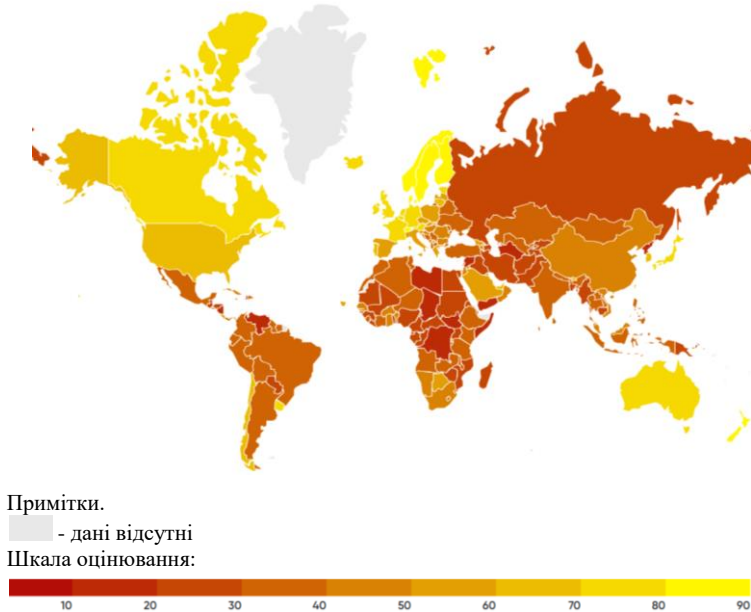 Примітки.
- дані відсутні
Шкала оцінювання:
10 20 30 40 50 60 70 80 90